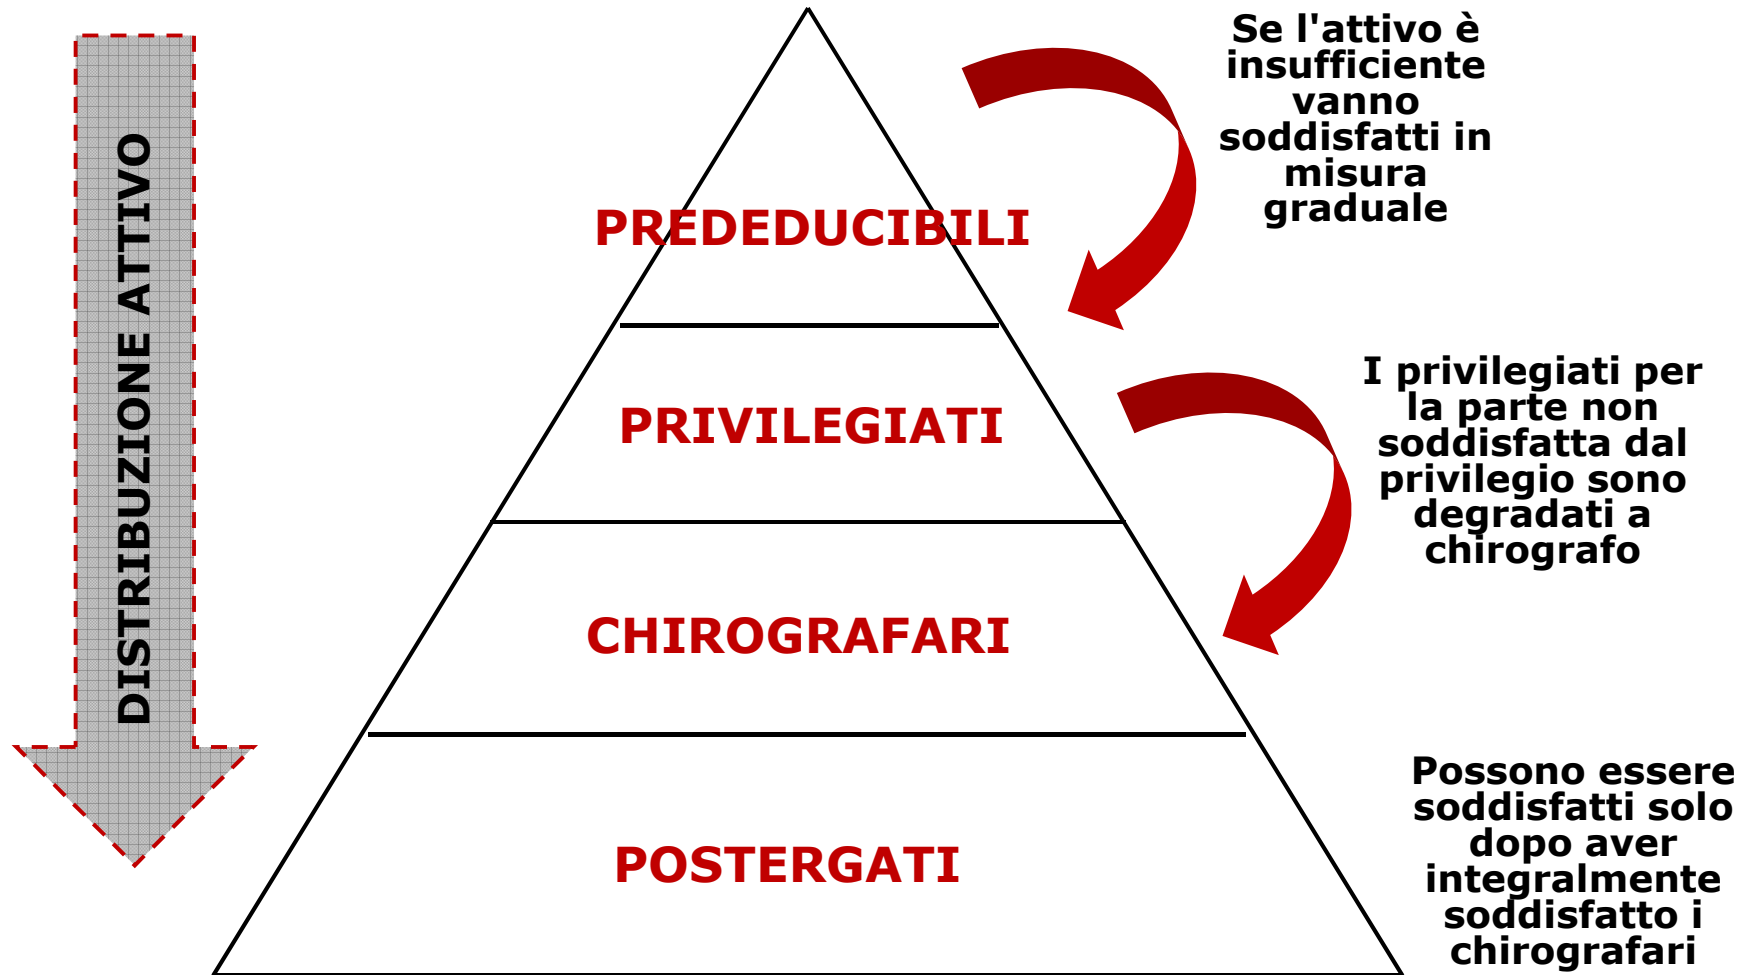 DISTRIBUZIONE ATTIVO
Se l'attivo è
insufficiente
vanno
soddisfatti in
misura
graduale
PREDEDUCIBILI
I privilegiati per
la parte non
soddisfatta dal
privilegio sono
degradati a
chirografo
PRIVILEGIATI
CHIROGRAFARI
Possono essere
soddisfatti solo
dopo aver
integralmente
soddisfatto i
chirografari
POSTERGATI